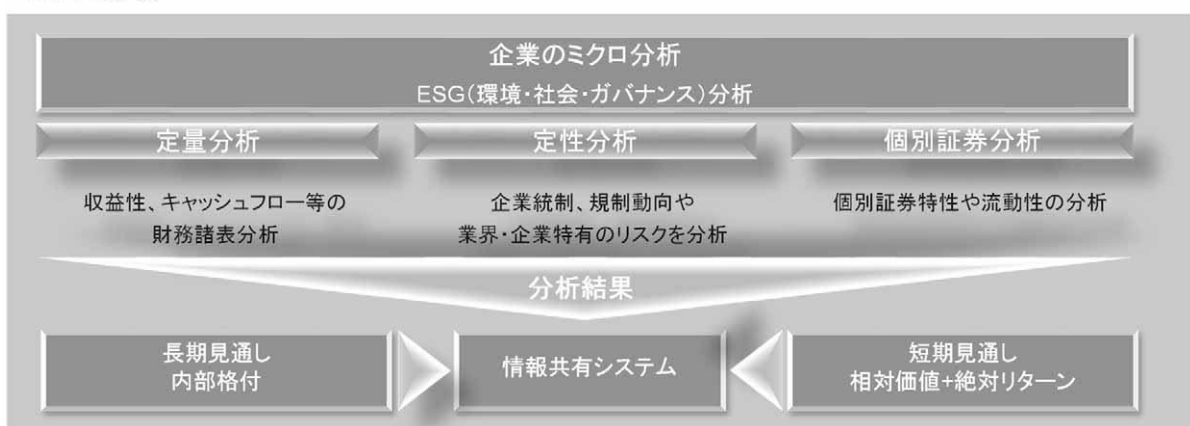 企業のミクロ分析
ESG(環境・社会・ガバナンス)分析
定量分析
定性分析
個別証券分析
収益性、キャッシュフロー等の
財務諸表分析
企業統制、規制動向や
業界・企業特有のリスクを分析
個別証券特性や流動性の分析
分析結果
長期見通し
内部格付
情報共有システム
短期見通し
相対価値+絶対リターン